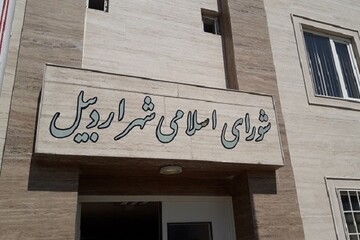 شورای اسلامی شهر اردبیل